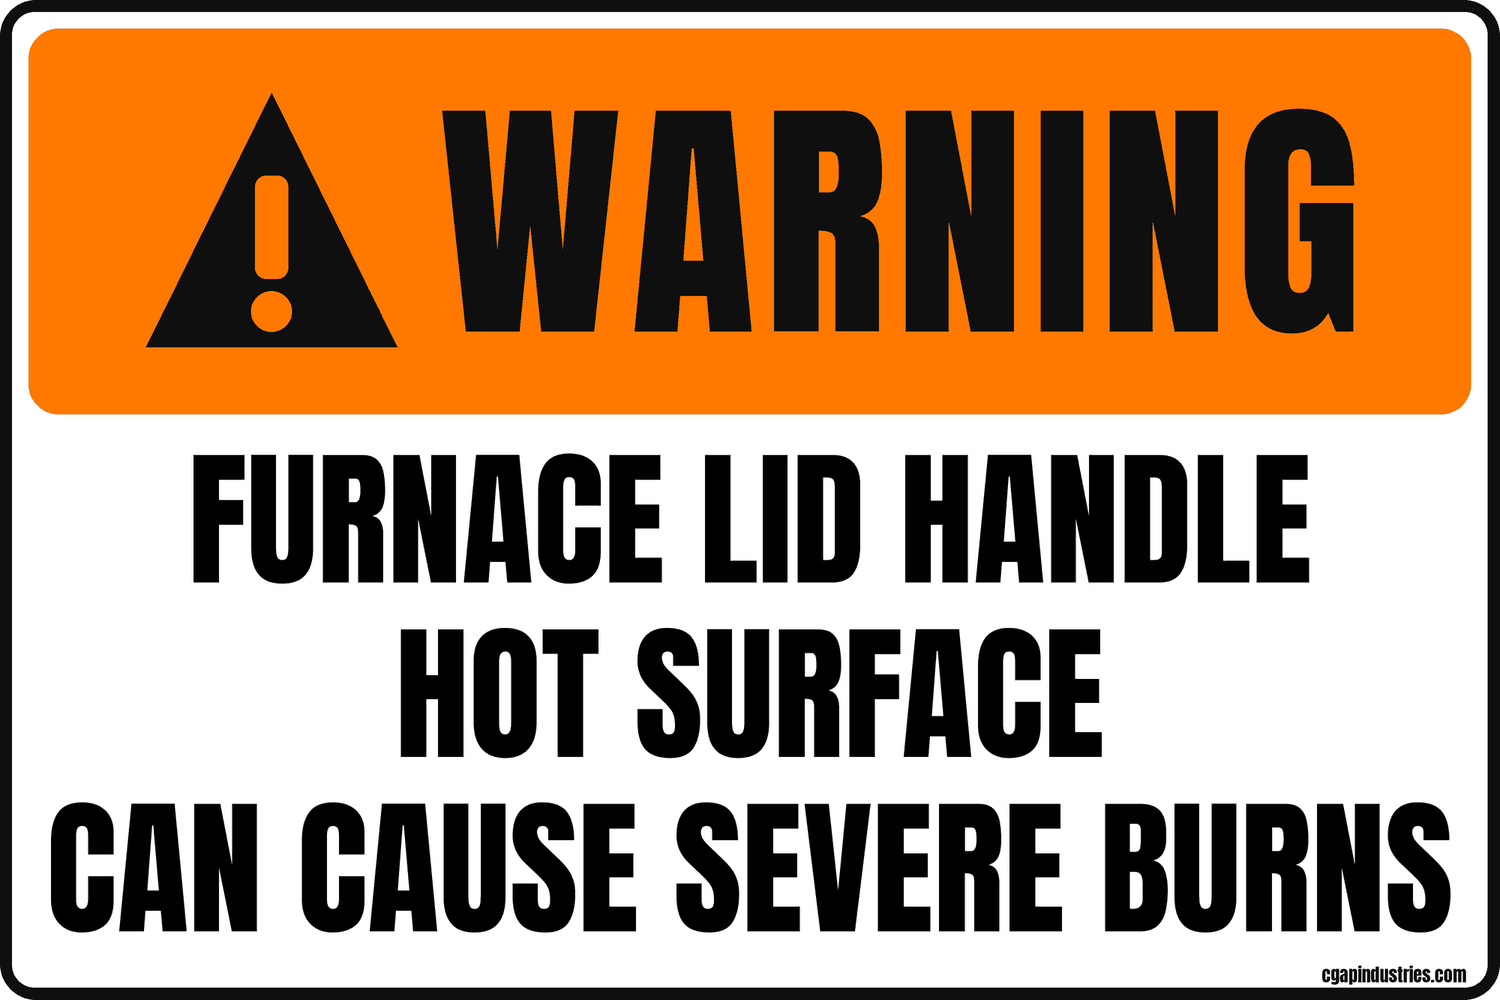 WARNING
FURNACE LID HANDLE
HOT SURFACE
CAN CAUSE SEVERE BURNS
cgapindustries.com